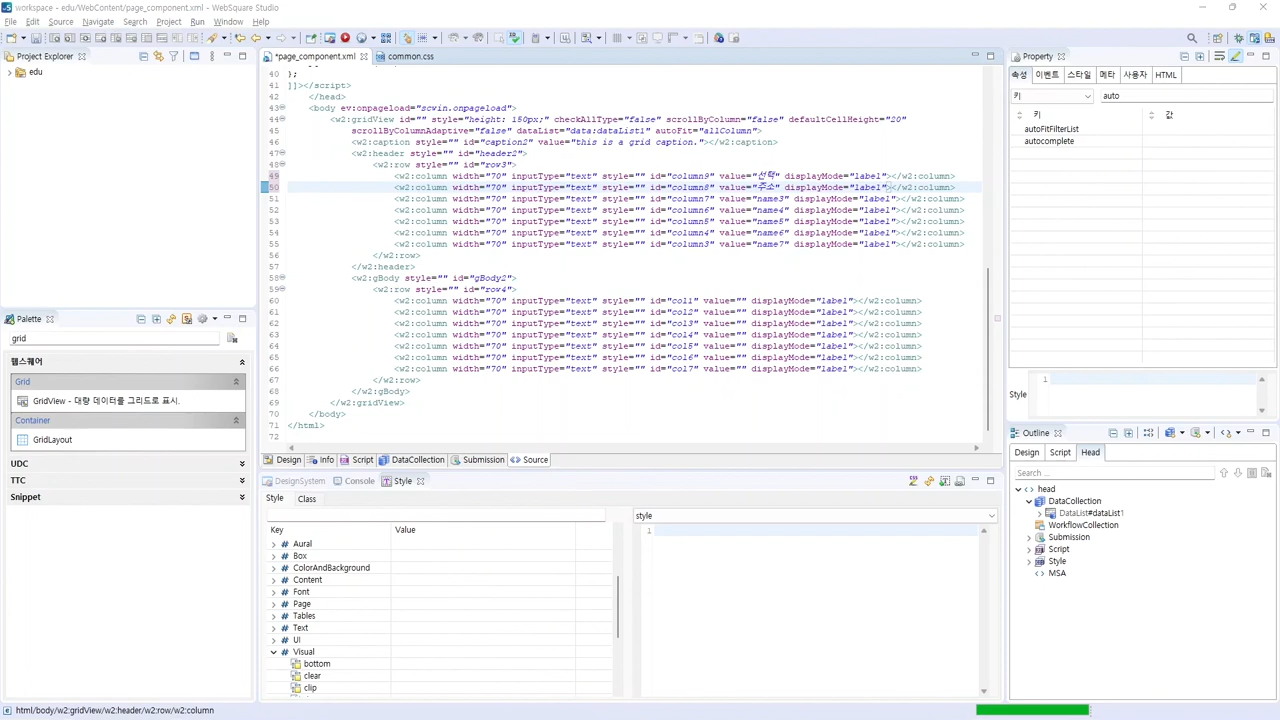 workspace - edu/WebContent/page_component.xml - WebSquare Studio
File Edit Source Navigate Search Project Run Window Help
Project Explorer
edu
*page_component.xml
common.css
40 };
41 ]]></script>
42 </head>
43 <body ev:onpageload="scwin.onpageload">
44 <w2:gridView id="" style="height: 150px;" checkAllType="false" scrollByColumn="false" defaultCellHeight="20"
45 scrollByColumnAdaptive="false" dataList="data:dataList1" autoFit="allColumn">
46 <w2:caption style="" id="caption2" value="this is a grid caption."></w2:caption>
47 <w2:header style="" id="header2">
48 <w2:row style="" id="row3">
49 <w2:column width="70" inputType="text" style="" id="column9" value="선택" displayMode="label"></w2:column>
50 <w2:column width="70" inputType="text" style="" id="column8" value="주소" displayMode="label"></w2:column>
51 <w2:column width="70" inputType="text" style="" id="column7" value="name3" displayMode="label"></w2:column>
52 <w2:column width="70" inputType="text" style="" id="column6" value="name4" displayMode="label"></w2:column>
53 <w2:column width="70" inputType="text" style="" id="column5" value="name5" displayMode="label"></w2:column>
54 <w2:column width="70" inputType="text" style="" id="column4" value="name6" displayMode="label"></w2:column>
55 <w2:column width="70" inputType="text" style="" id="column3" value="name7" displayMode="label"></w2:column>
56 </w2:row>
57 </w2:header>
58 <w2:gBody style="" id="gBody2">
59 <w2:row style="" id="row4">
60 <w2:column width="70" inputType="text" style="" id="col1" value="" displayMode="label"></w2:column>
61 <w2:column width="70" inputType="text" style="" id="col2" value="" displayMode="label"></w2:column>
62 <w2:column width="70" inputType="text" style="" id="col3" value="" displayMode="label"></w2:column>
63 <w2:column width="70" inputType="text" style="" id="col4" value="" displayMode="label"></w2:column>
64 <w2:column width="70" inputType="text" style="" id="col5" value="" displayMode="label"></w2:column>
65 <w2:column width="70" inputType="text" style="" id="col6" value="" displayMode="label"></w2:column>
66 <w2:column width="70" inputType="text" style="" id="col7" value="" displayMode="label"></w2:column>
67 </w2:row>
68 </w2:gBody>
69 </w2:gridView>
70 </body>
71 </html>
72
Design Info Script DataCollection Submission Source
Palette
grid
웹스퀘어
Grid
GridView - 대량 데이터를 그리드로 표시.
Container
GridLayout
UDC
TTC
Snippet
DesignSystem Console Style
Style Class
Key Value
Aural
Box
ColorAndBackground
Content
Font
Page
Tables
Text
UI
Visual
bottom
clear
clip
style
1
Property
속성 이벤트 스타일 메타 사용자 HTML
키 auto
키 값
autoFitFilterList
autocomplete
Style 1
Outline
Design Script Head
Search ...
head
DataCollection
DataList#dataList1
WorkflowCollection
Submission
Script
Style
MSA
html/body/w2:gridView/w2:header/w2:row/w2:column